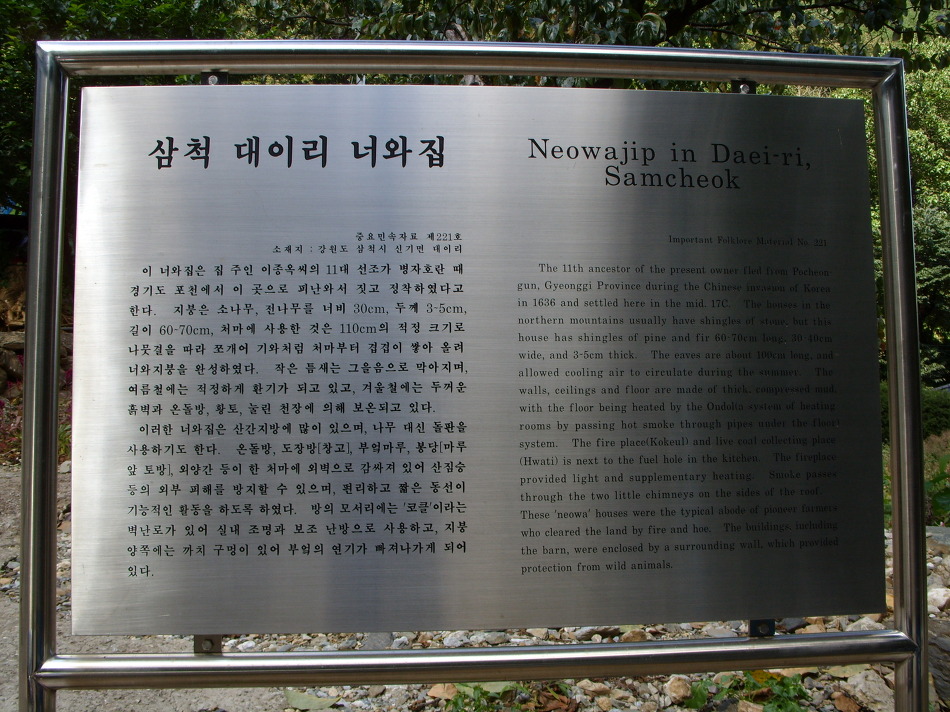 삼척 대이리 너와집
중요민속자료 제221호
소재지 : 강원도 삼척시 신기면 대이리
이 너와집은 집 주인 이종옥씨의 11대 선조가 병자호란 때
경기도 포천에서 이 곳으로 피난와서 짓고 정착하였다고
한다. 지붕은 소나무, 전나무를 너비 30cm, 두께 3-5cm,
길이 60-70cm, 처마에 사용한 것은 110cm의 적정 크기로
나뭇결을 따라 쪼개어 기와처럼 처마부터 겹겹이 쌓아 올려
너와지붕을 완성하였다. 작은 틈새는 그을음으로 막아지며,
여름철에는 적정하게 환기가 되고 있고, 겨울철에는 두꺼운
흙벽과 온돌방, 황토, 눌린 천장에 의해 보온되고 있다.
이러한 너와집은 산간지방에 많이 있으며, 나무 대신 돌판을
사용하기도 한다. 온돌방, 도장방[창고], 부엌마루, 봉당[마루
앞 토방], 외양간 등이 한 처마에 외벽으로 감싸져 있어 산짐승
등의 외부 피해를 방지할 수 있으며, 편리하고 짧은 동선이
기능적인 활동을 하도록 하였다. 방의 모서리에는 '코클'이라는
벽난로가 있어 실내 조명과 보조 난방으로 사용하고, 지붕
양쪽에는 까치 구멍이 있어 부엌의 연기가 빠져나가게 되어
있다.
Neowajip in Daei-ri,
Samcheok
Important Folklore Material No. 221
The 11th ancestor of the present owner fled from Pocheon
gun, Gyeonggi Province during the Chinese invasion of Korea
in 1636 and settled here in the mid. 17C. The houses in the
northern mountains usually have shingles of stone, but this
house has shingles of pine and fir 60-70cm long, 30-40cm
wide, and 3-5cm thick. The eaves are about 100cm long, and
allowed cooling air to circulate during the summer. The
walls, ceilings and floor are made of thick, compressed mud,
with the floor being heated by the Ondolta system of heating
rooms by passing hot smoke through pipes under the floor
system. The fire place(Kokeul) and live coal collecting place
(Hwati) is next to the fuel hole in the kitchen. The fireplace
provided light and supplementary heating. Smoke passes
through the two little chimneys on the sides of the roof.
These 'neowa' houses were the typical abode of pioneer farmers
who cleared the land by fire and hoe. The buildings, including
the barn, were enclosed by a surrounding wall, which provided
protection from wild animals.